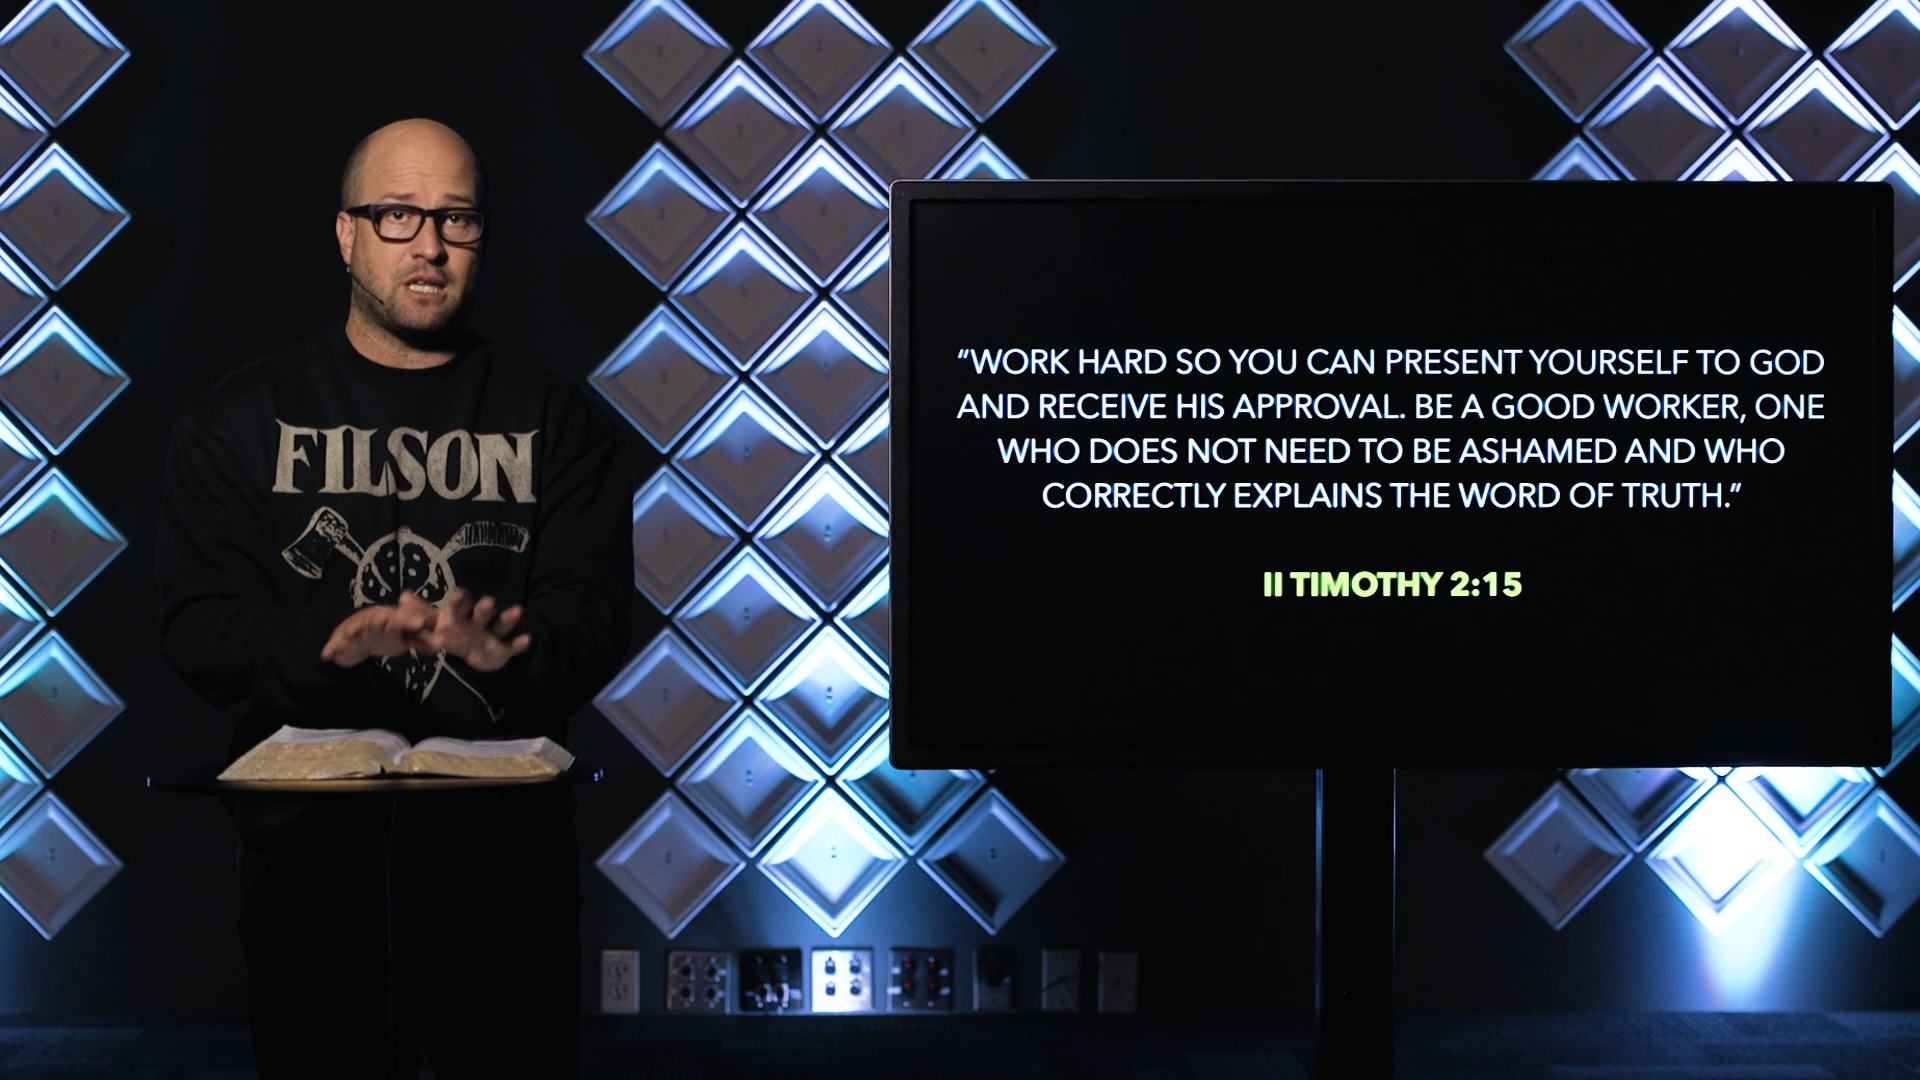 FILSON
“WORK HARD SO YOU CAN PRESENT YOURSELF TO GOD
AND RECEIVE HIS APPROVAL. BE A GOOD WORKER, ONE
WHO DOES NOT NEED TO BE ASHAMED AND WHO
CORRECTLY EXPLAINS THE WORD OF TRUTH.”
II TIMOTHY 2:15